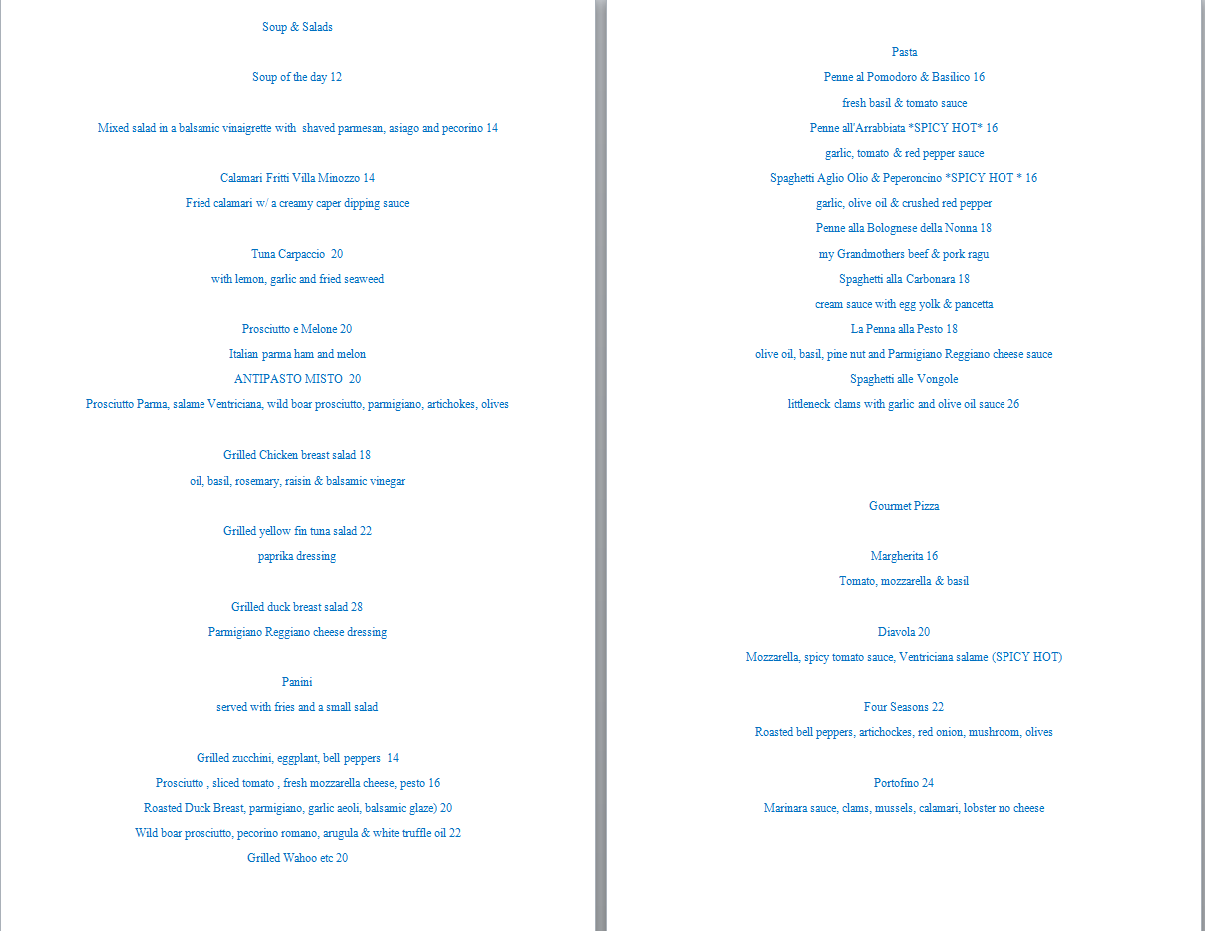 Soup & Salads
Soup of the day 12
Mixed salad in a balsamic vinaigrette with  shaved parmesan, asiago and pecorino 14
Calamari Fritti Villa Minozzo 14
Fried calamari w/ a creamy caper dipping sauce
Tuna Carpaccio  20
with lemon, garlic and fried seaweed
Prosciutto e Melone 20
Italian parma ham and melon
ANTIPASTO MISTO  20
Prosciutto Parma, salame Ventriciana, wild boar prosciutto, parmigiano, artichokes, olives
Grilled Chicken breast salad 18
oil, basil, rosemary, raisin & balsamic vinegar
Grilled yellow fin tuna salad 22
paprika dressing
Grilled duck breast salad 28
Parmigiano Reggiano cheese dressing
Panini
served with fries and a small salad
Grilled zucchini, eggplant, bell peppers  14
Prosciutto , sliced tomato , fresh mozzarella cheese, pesto 16
Roasted Duck Breast, parmigiano, garlic aeoli, balsamic glaze) 20
Wild boar prosciutto, pecorino romano, arugula & white truffle oil 22
Grilled Wahoo etc 20
Pasta
Penne al Pomodoro & Basilico 16
fresh basil & tomato sauce
Penne all'Arrabbiata *SPICY HOT* 16
garlic, tomato & red pepper sauce
Spaghetti Aglio Olio & Peperoncino *SPICY HOT * 16
garlic, olive oil & crushed red pepper
Penne alla Bolognese della Nonna 18
my Grandmothers beef & pork ragu
Spaghetti alla Carbonara 18
cream sauce with egg yolk & pancetta
La Penna alla Pesto 18
olive oil, basil, pine nut and Parmigiano Reggiano cheese sauce
Spaghetti alle Vongole
littleneck clams with garlic and olive oil sauce 26
Gourmet Pizza
Margherita 16
Tomato, mozzarella & basil
Diavola 20
Mozzarella, spicy tomato sauce, Ventriciana salame (SPICY HOT)
Four Seasons 22
Roasted bell peppers, artichockes, red onion, mushroom, olives
Portofino 24
Marinara sauce, clams, mussels, calamari, lobster no cheese